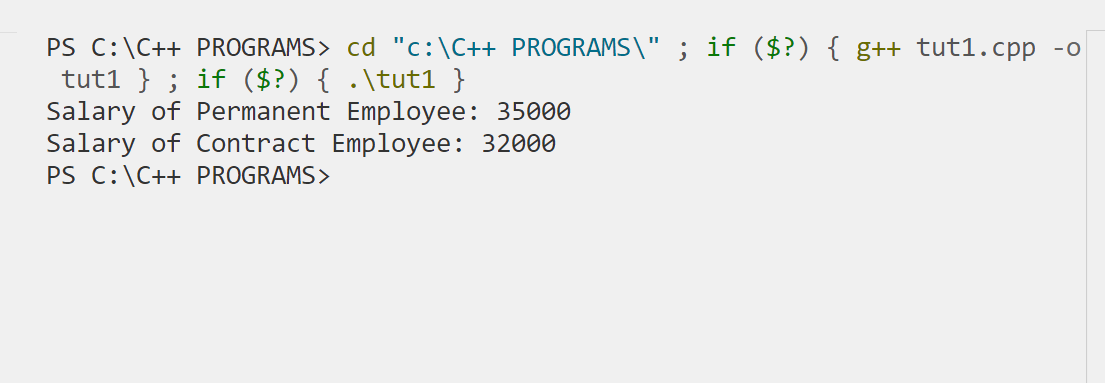 PS C:\C++ PROGRAMS> cd "c:\C++ PROGRAMS\" ; if ($?) { g++ tut1.cpp -o
tut1 } ; if ($?) { .\tut1 }
Salary of Permanent Employee: 35000
Salary of Contract Employee: 32000
PS C:\C++ PROGRAMS>